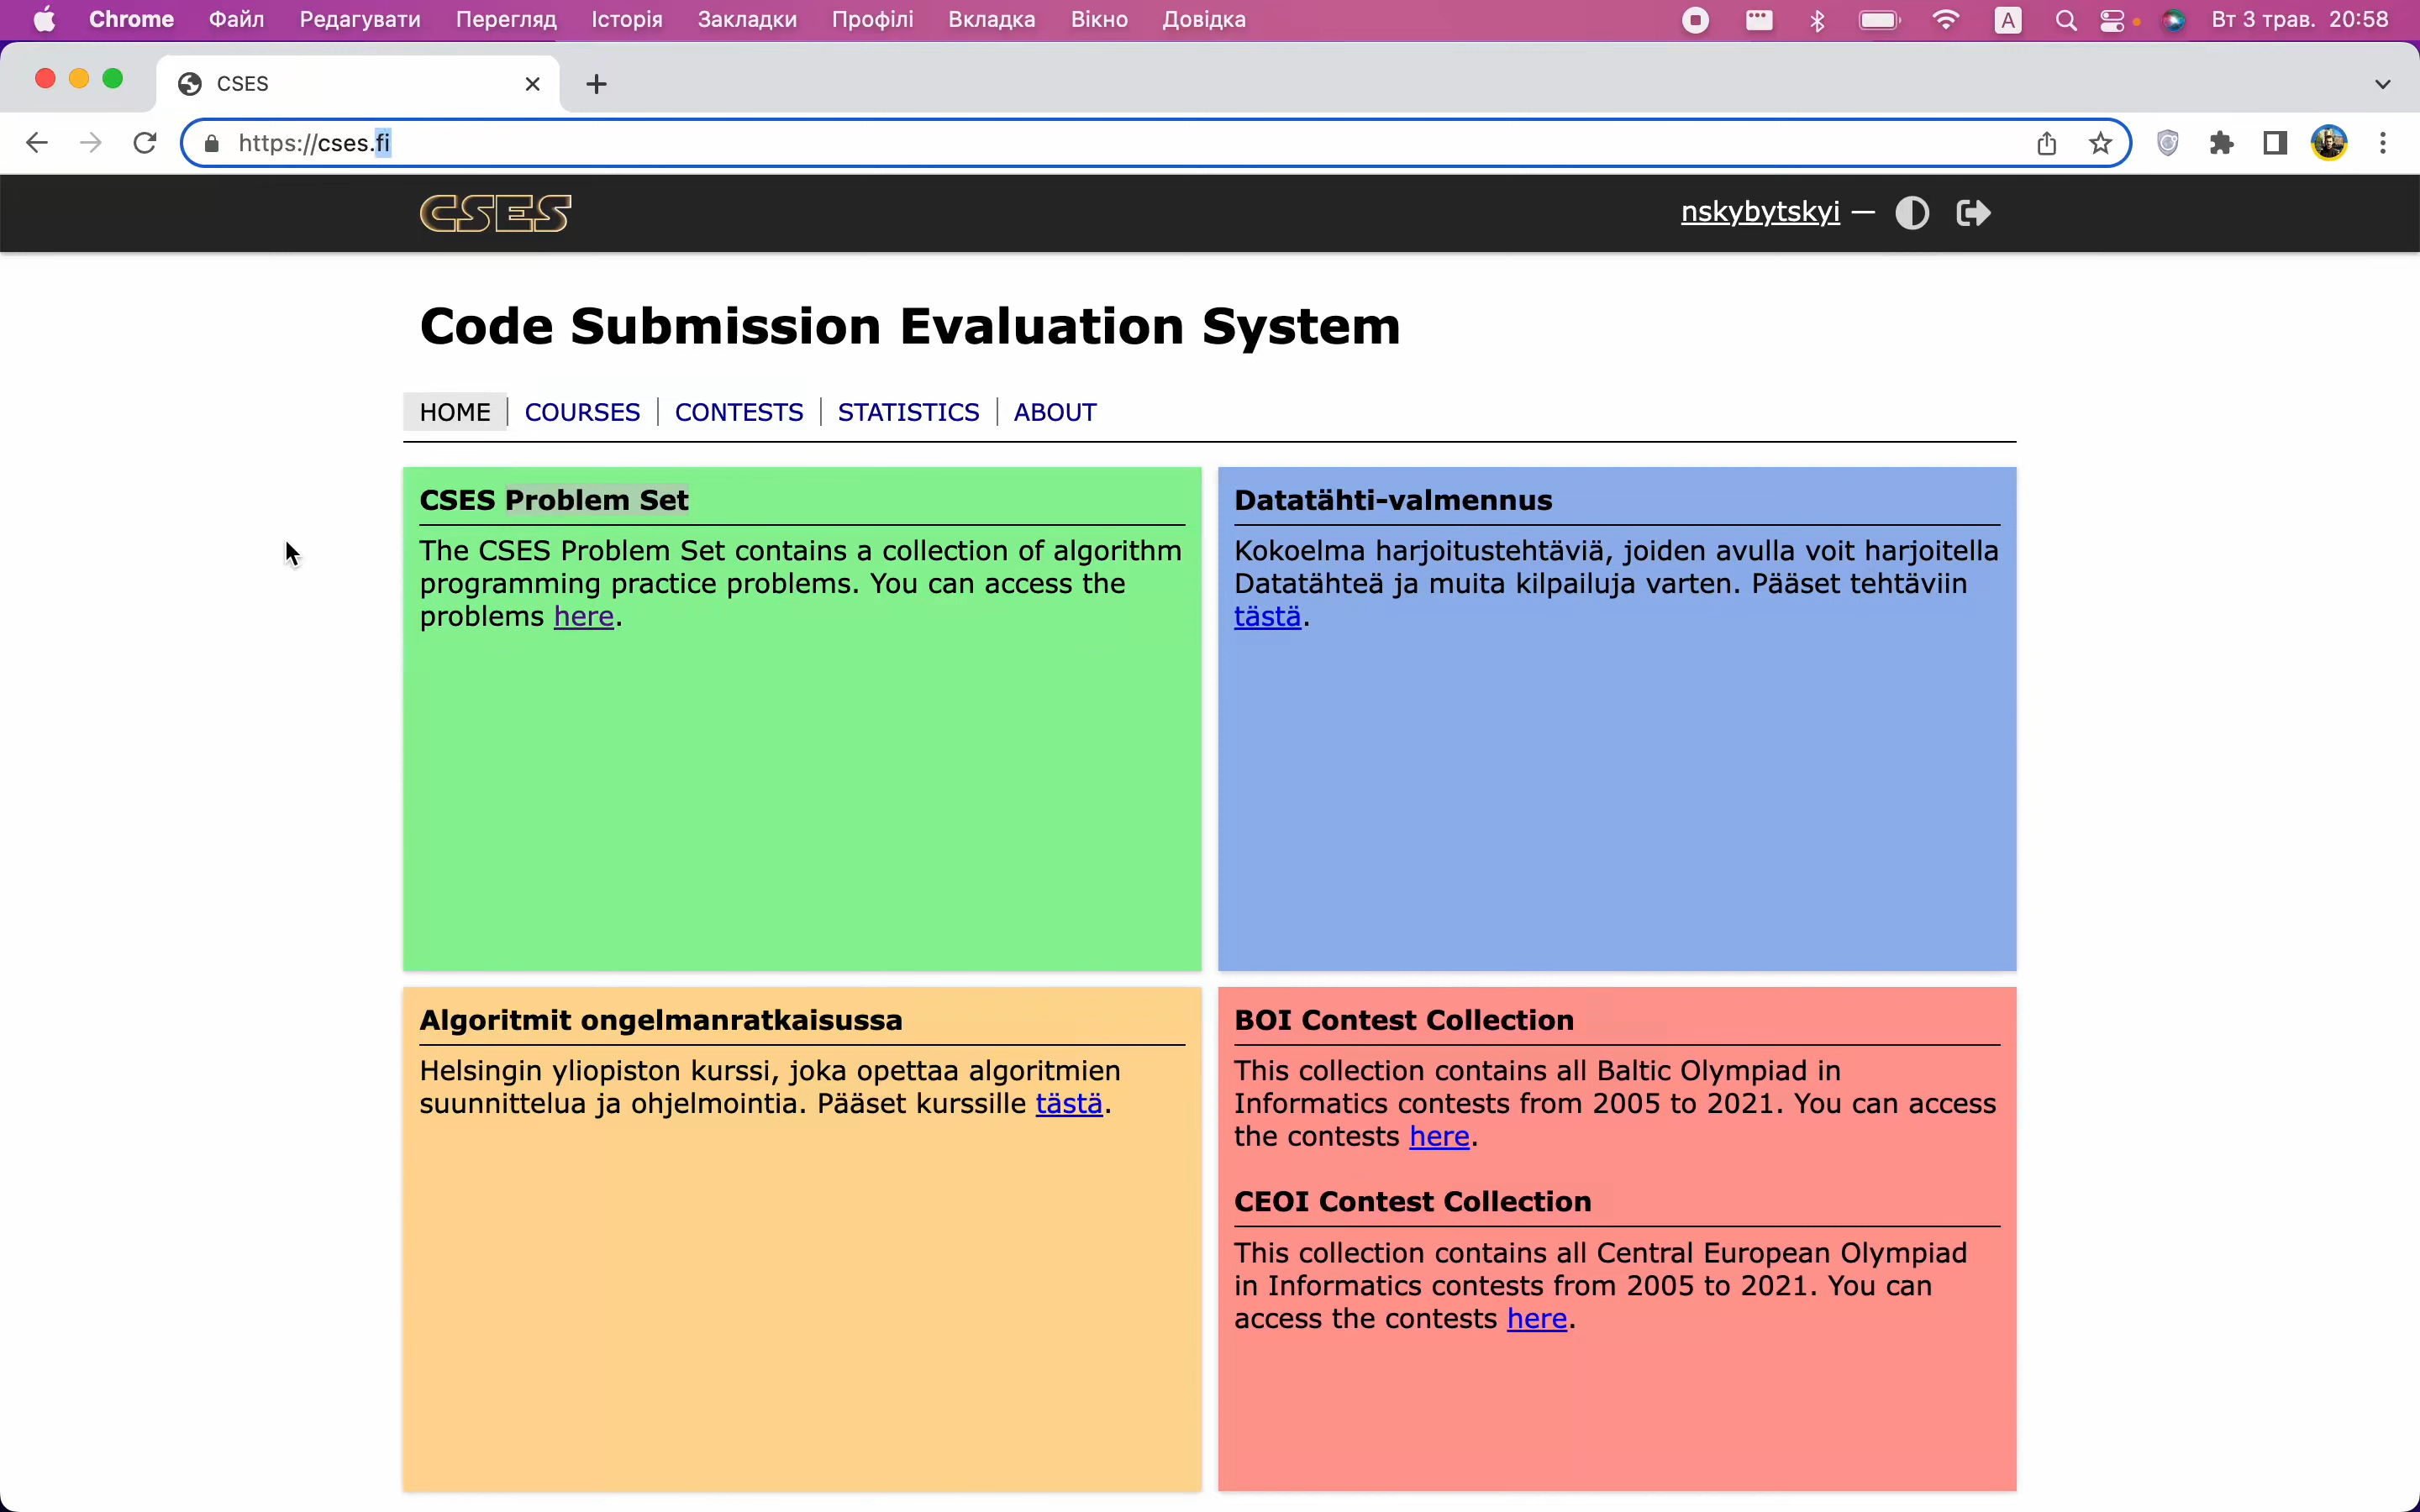 Chrome Файл Редагувати Перегляд Історія Закладки Профілі Вкладка Вікно Довідка A Вт 3 трав. 20:58
CSES
https://cses.fi
CSES nskybytskyi —
Code Submission Evaluation System
HOME COURSES CONTESTS STATISTICS ABOUT
CSES Problem Set
The CSES Problem Set contains a collection of algorithm
programming practice problems. You can access the
problems here.
Datatähti-valmennus
Kokoelma harjoitustehtäviä, joiden avulla voit harjoitella
Datatähteä ja muita kilpailuja varten. Pääset tehtäviin
tästä.
Algoritmit ongelmanratkaisussa
Helsingin yliopiston kurssi, joka opettaa algoritmien
suunnittelua ja ohjelmointia. Pääset kurssille tästä.
BOI Contest Collection
This collection contains all Baltic Olympiad in
Informatics contests from 2005 to 2021. You can access
the contests here.
CEOI Contest Collection
This collection contains all Central European Olympiad
in Informatics contests from 2005 to 2021. You can
access the contests here.